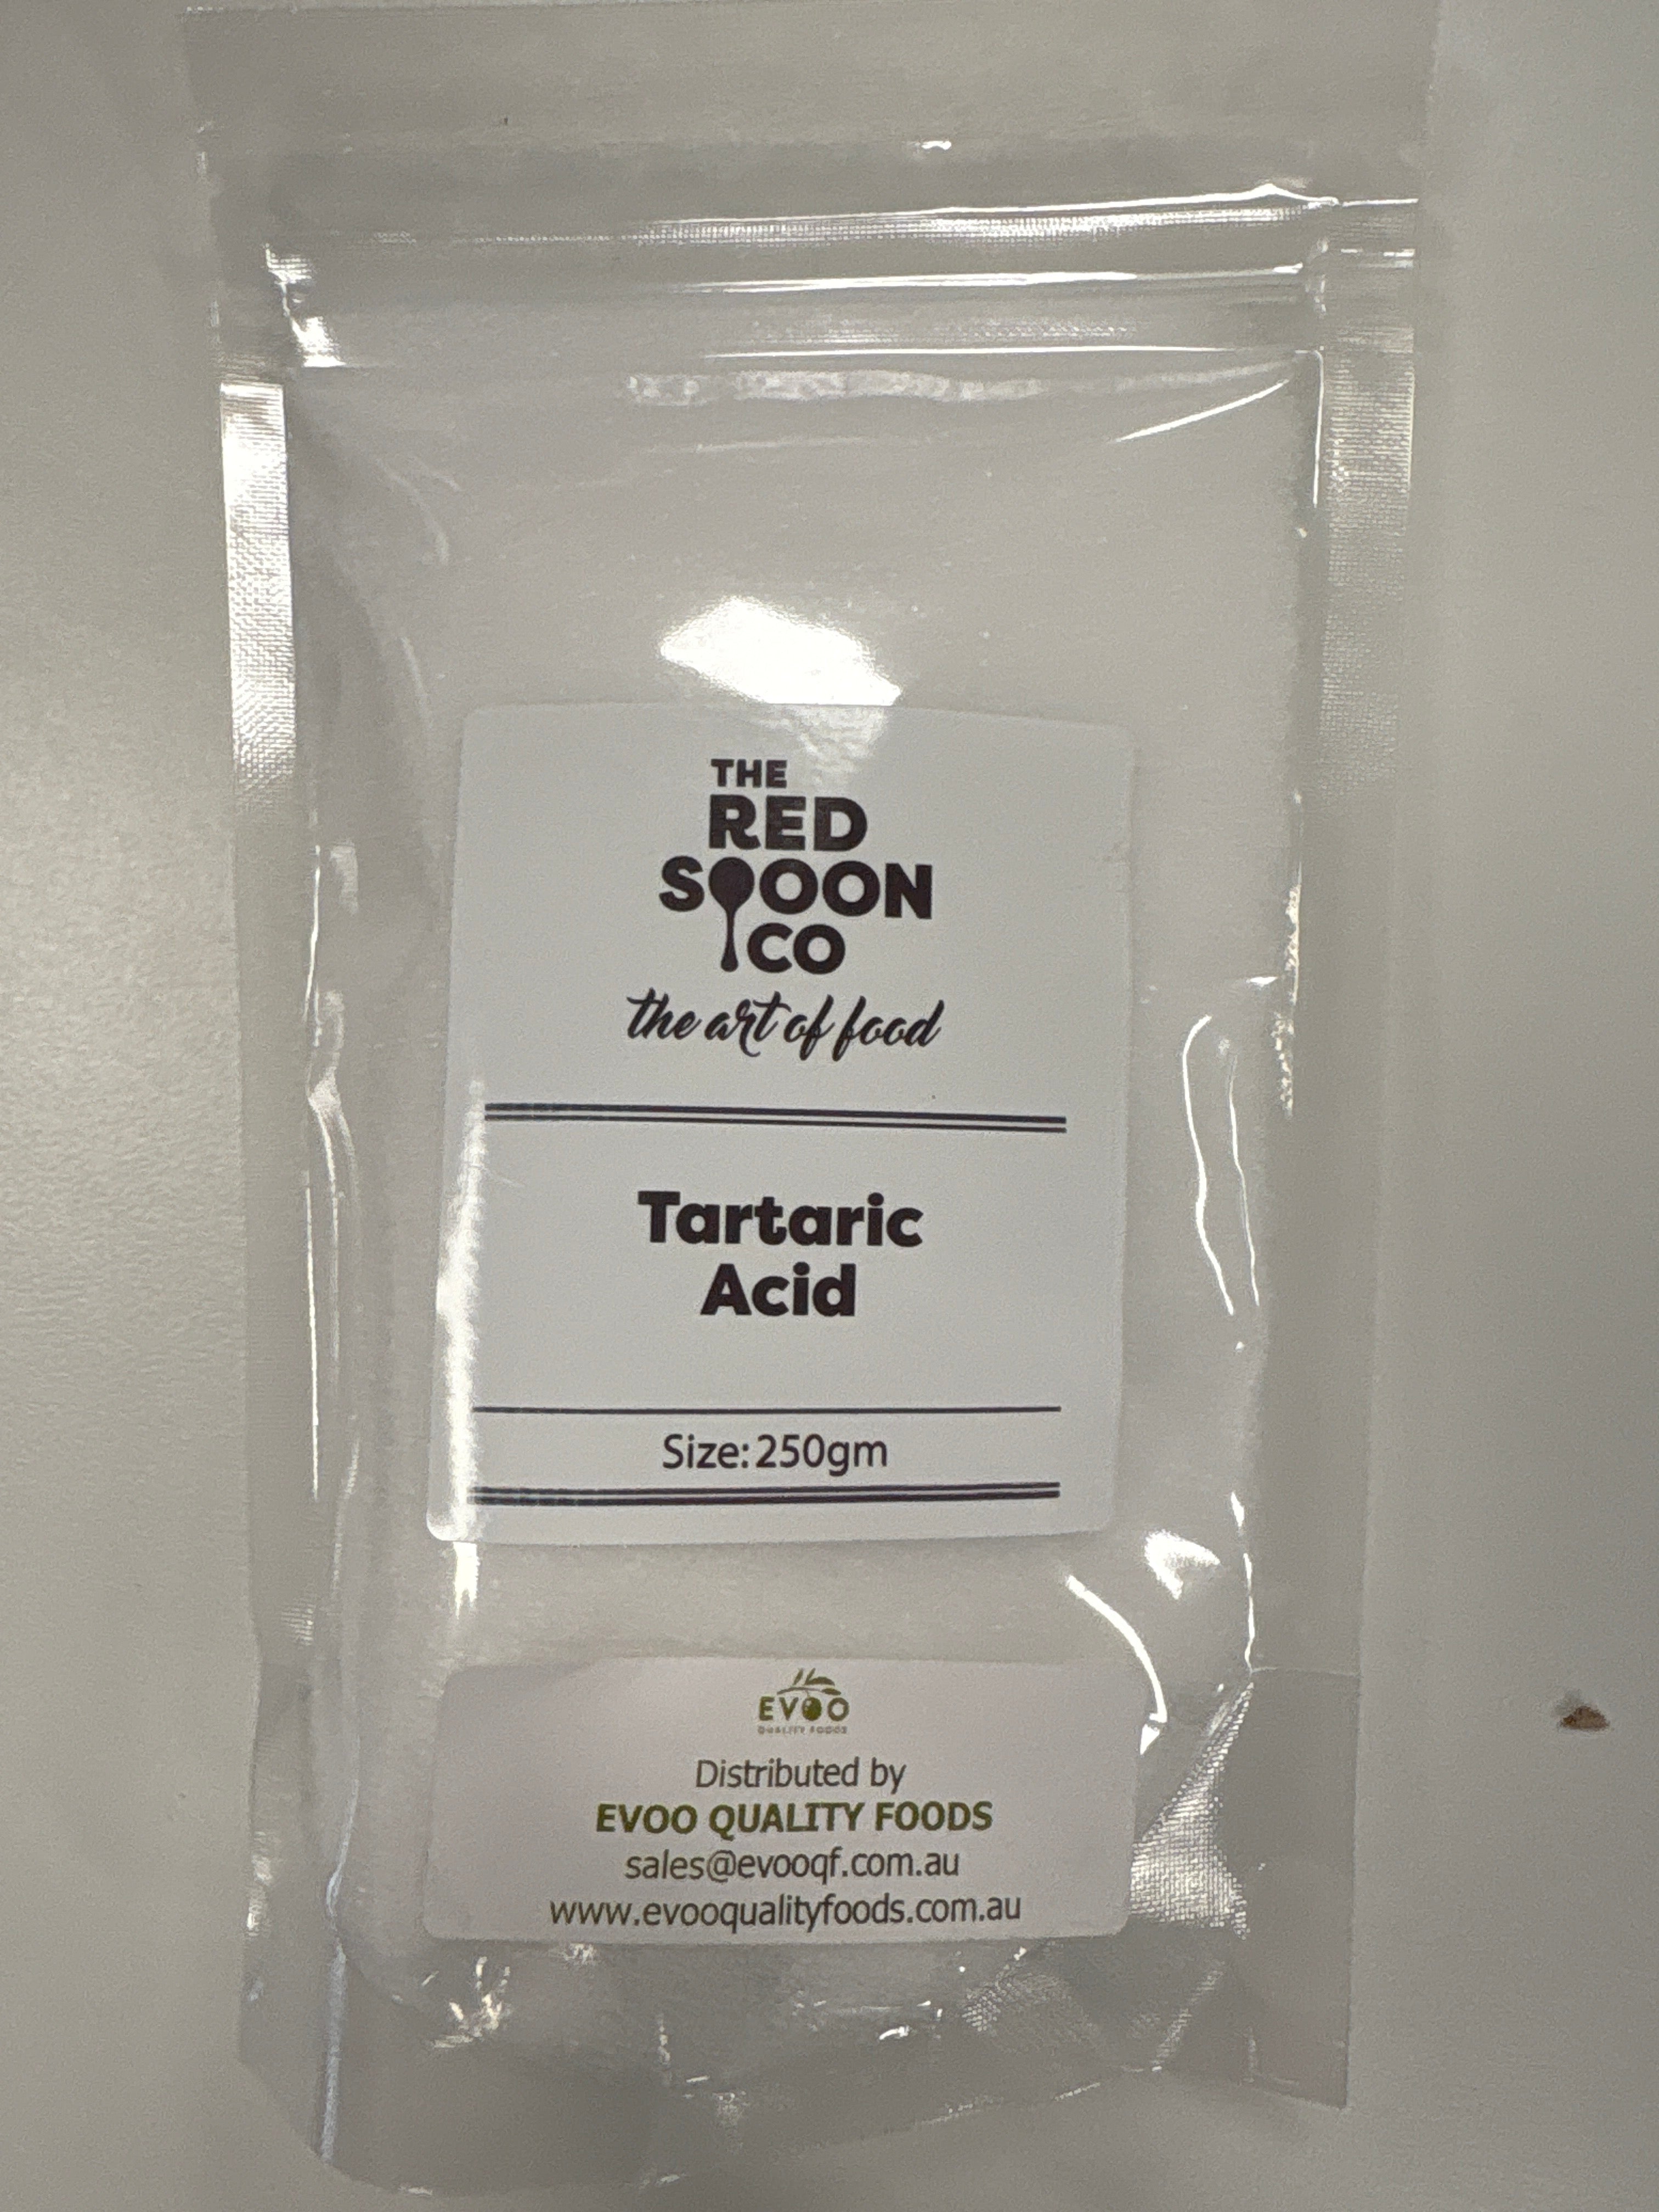 THE
RED
SPOON
CO
the art of food
Tartaric
Acid
Size: 250gm
EVOO
QUALITY FOODS
Distributed by
EVOO QUALITY FOODS
sales@evooqf.com.au
www.evooqualityfoods.com.au